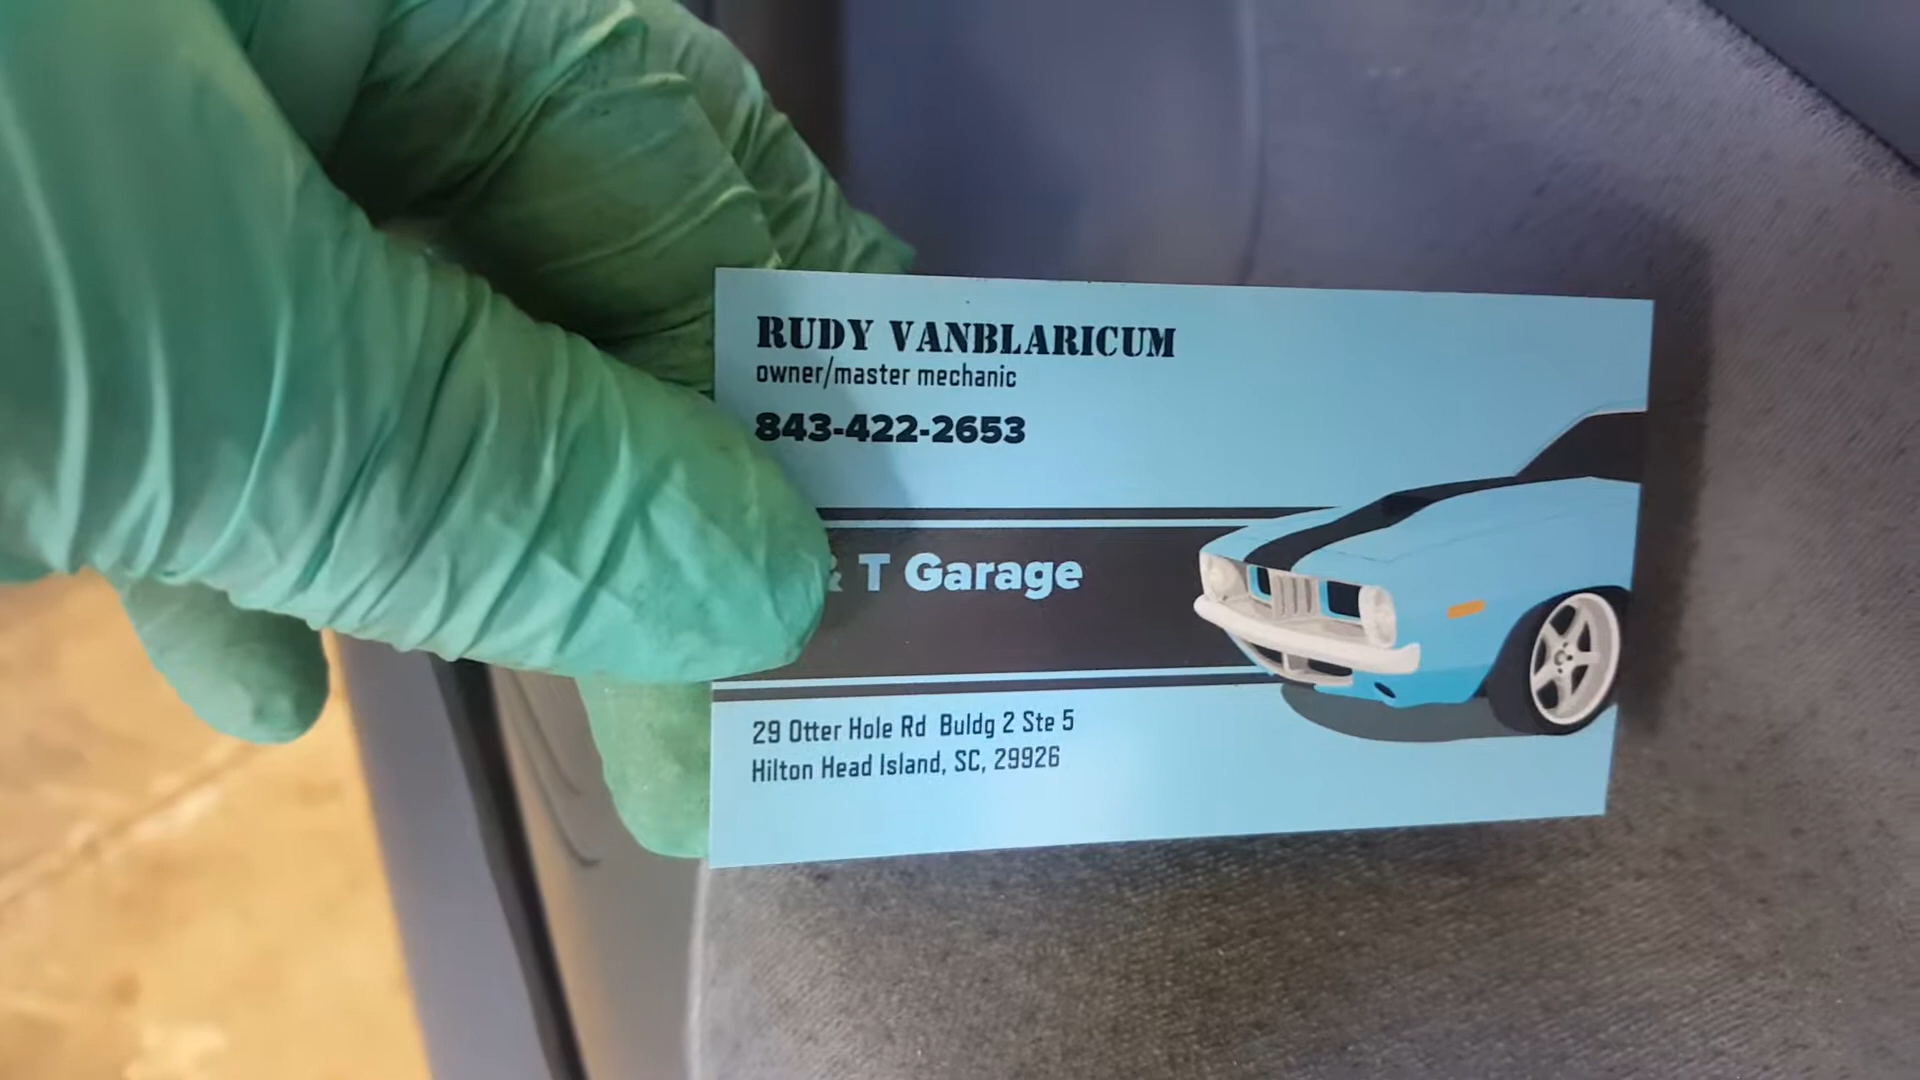 RUDY VANBLARICUM
owner/master mechanic
843-422-2653
& T Garage
29 Otter Hole Rd Buldg 2 Ste 5
Hilton Head Island, SC, 29926